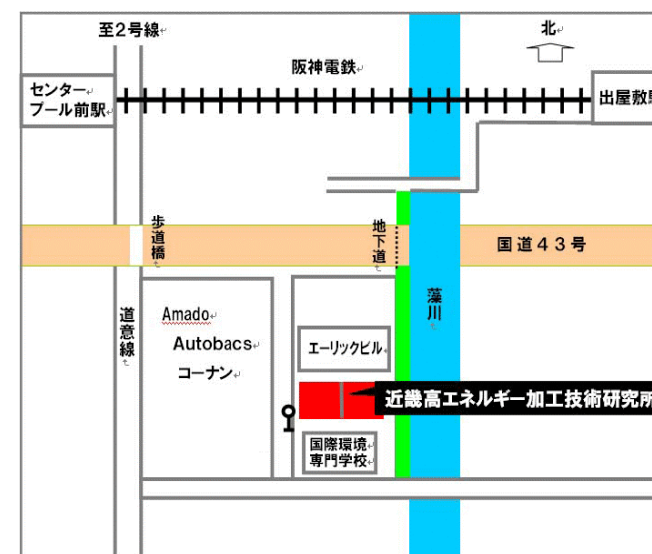 至2号線
北
阪神電鉄
センター
プール前駅
出屋敷駅
歩道橋
地下道
国道43号
藻川
道意線
Amado
Autobacs
コーナン
エーリックビル
近畿高エネルギー加工技術研究所
国際環境
専門学校